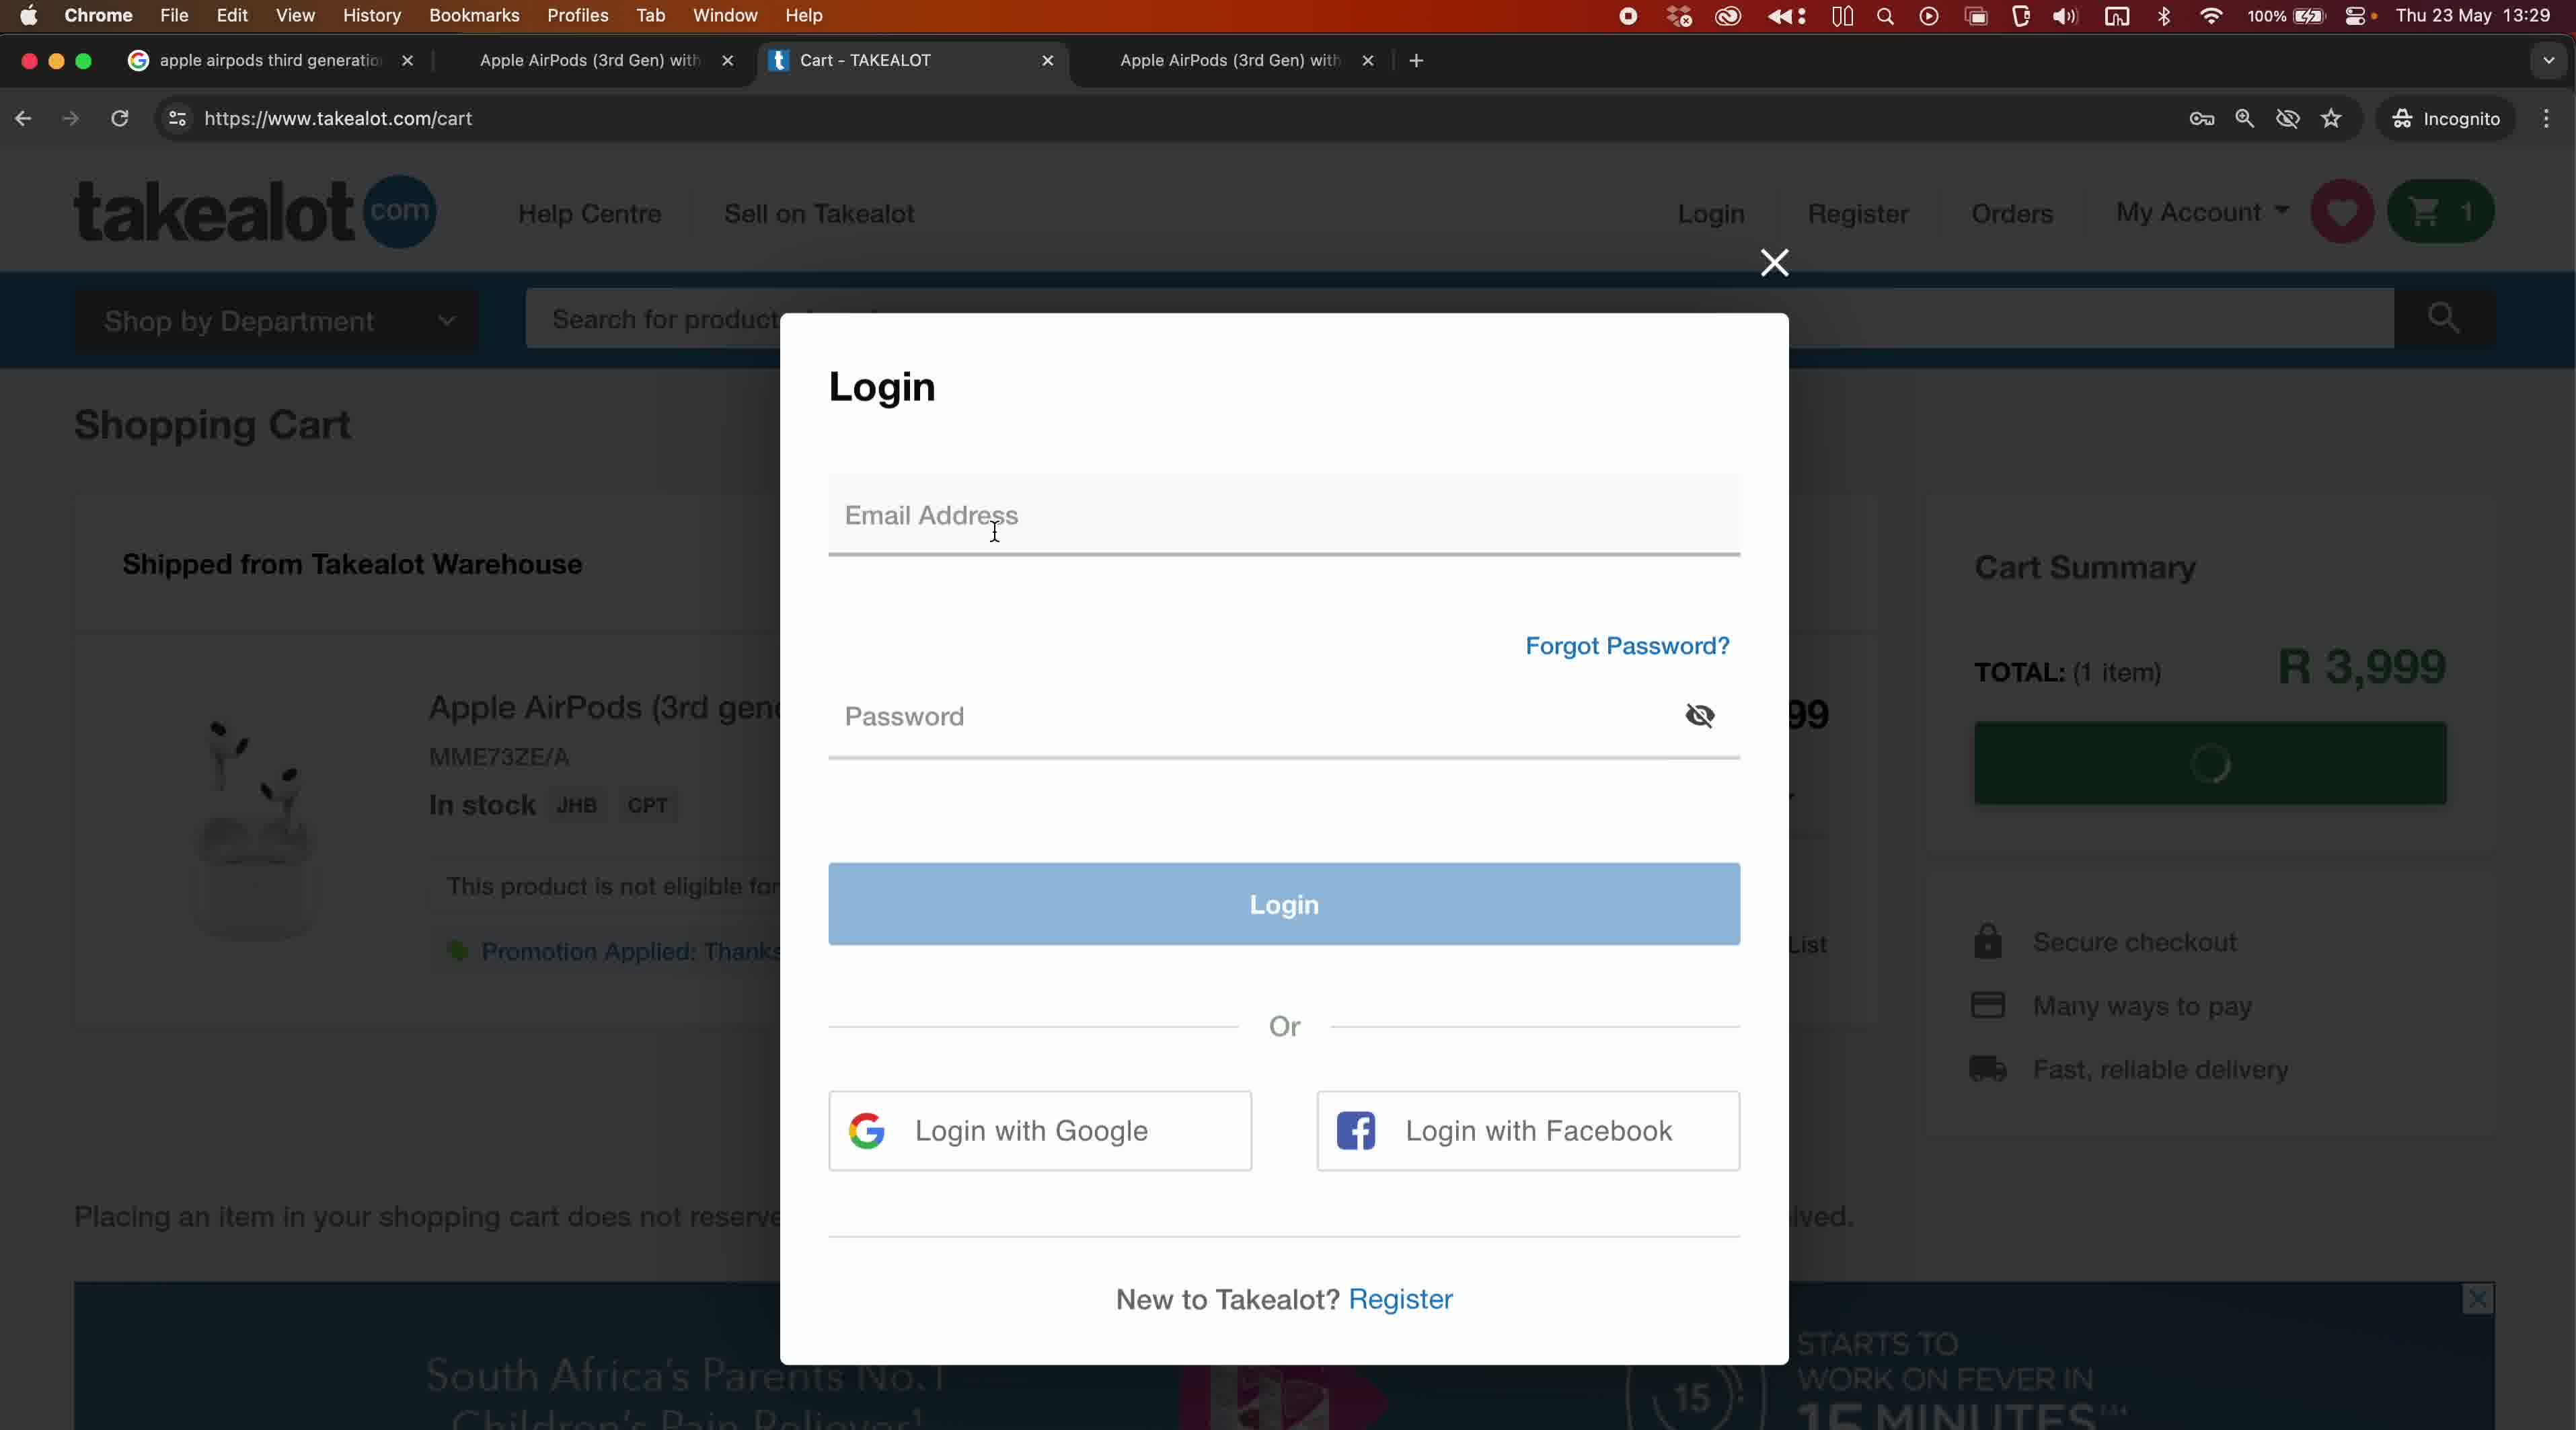 Chrome File Edit View History Bookmarks Profiles Tab Window Help 100% Thu 23 May 13:29
apple airpods third generatio Apple AirPods (3rd Gen) with Cart - TAKEALOT Apple AirPods (3rd Gen) with
https://www.takealot.com/cart Incognito
takealot com Help Centre Sell on Takealot Login Register Orders My Account 1
Shop by Department Search for product
Login
Shopping Cart
Email Address
Shipped from Takealot Warehouse
Cart Summary
Forgot Password?
TOTAL: (1 item) R 3,999
Apple AirPods (3rd gen
Password
99
MME73ZE/A
In stock JHB CPT
This product is not eligible for
Login
Promotion Applied: Thanks
List
Secure checkout
Many ways to pay
Or
Fast, reliable delivery
Login with Google Login with Facebook
Placing an item in your shopping cart does not reserve lved.
New to Takealot? Register
South Africa's Parents No.1
Children's Pain Reliever¹
15
STARTS TO
WORK ON FEVER IN
15 MINUTES